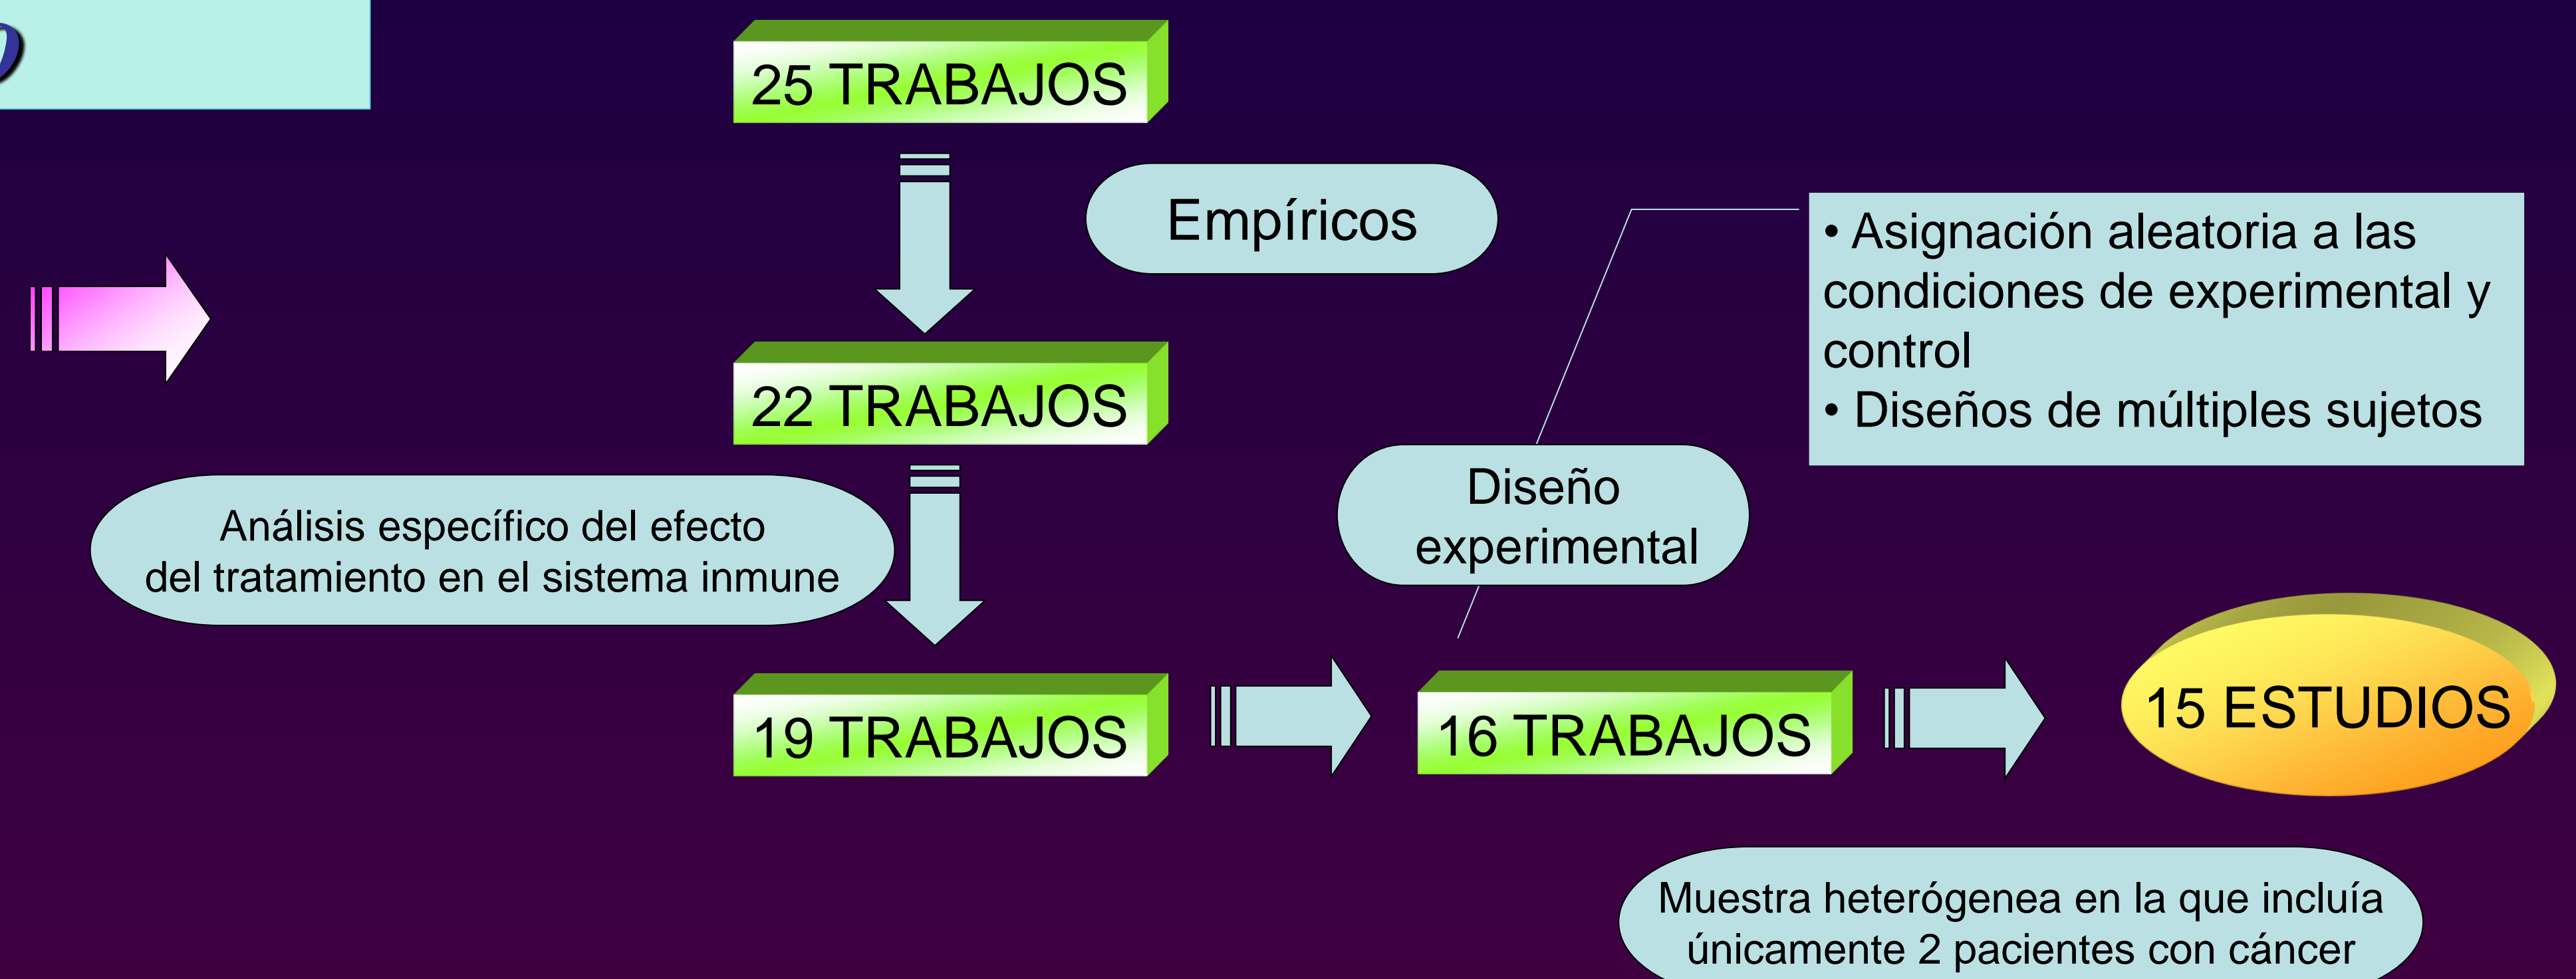 25 TRABAJOS
Empíricos
• Asignación aleatoria a las
condiciones de experimental y
control
• Diseños de múltiples sujetos
22 TRABAJOS
Análisis específico del efecto
del tratamiento en el sistema inmune
Diseño
experimental
19 TRABAJOS
16 TRABAJOS
15 ESTUDIOS
Muestra heterógenea en la que incluía
únicamente 2 pacientes con cáncer